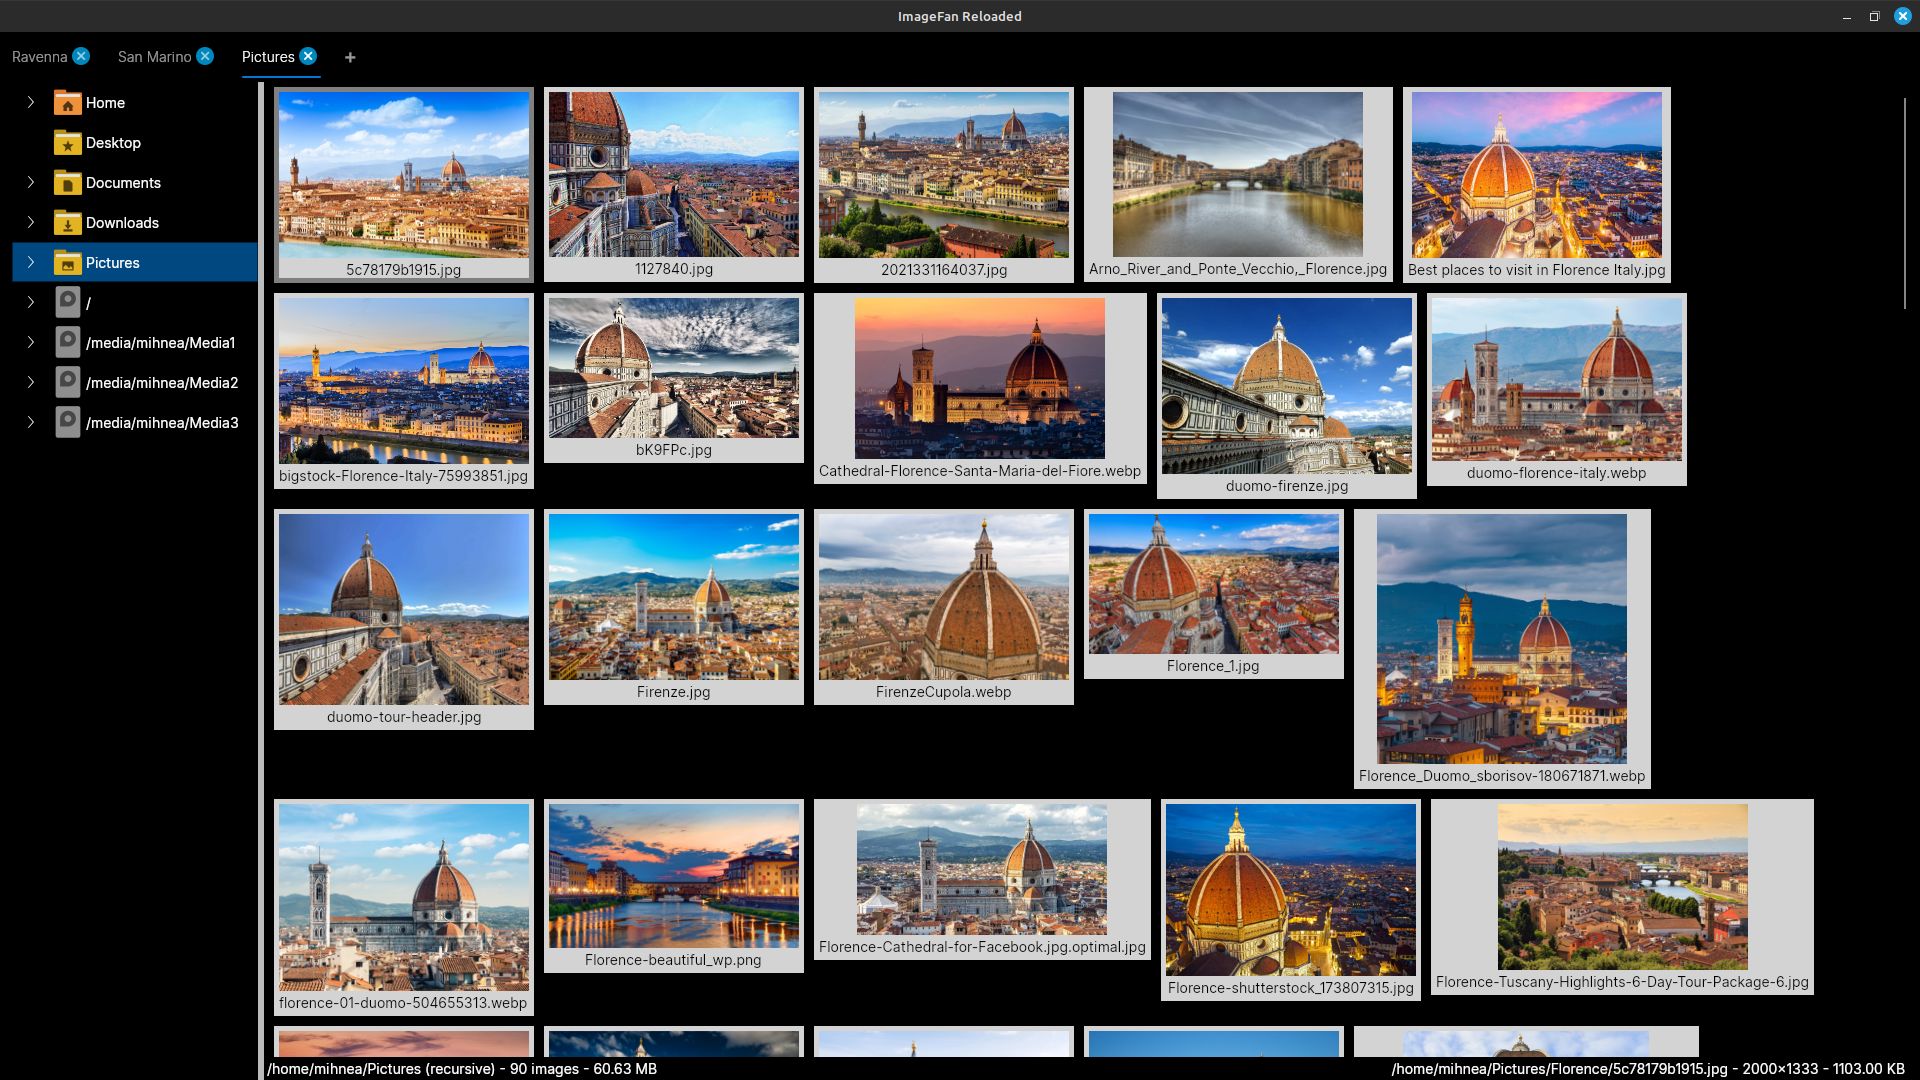 ImageFan Reloaded
Ravenna
San Marino
Pictures
Home
Desktop
Documents
Downloads
Pictures
/
/media/mihnea/Media1
/media/mihnea/Media2
/media/mihnea/Media3
5c78179b1915.jpg
1127840.jpg
2021331164037.jpg
Arno_River_and_Ponte_Vecchio,_Florence.jpg
Best places to visit in Florence Italy.jpg
bigstock-Florence-Italy-75993851.jpg
bK9FPc.jpg
Cathedral-Florence-Santa-Maria-del-Fiore.webp
duomo-firenze.jpg
duomo-florence-italy.webp
duomo-tour-header.jpg
Firenze.jpg
FirenzeCupola.webp
Florence_1.jpg
Florence_Duomo_sborisov-180671871.webp
florence-01-duomo-504655313.webp
Florence-beautiful_wp.png
Florence-Cathedral-for-Facebook.jpg.optimal.jpg
Florence-shutterstock_173807315.jpg
Florence-Tuscany-Highlights-6-Day-Tour-Package-6.jpg
/home/mihnea/Pictures (recursive) - 90 images - 60.63 MB
/home/mihnea/Pictures/Florence/5c78179b1915.jpg - 2000×1333 - 1103.00 KB